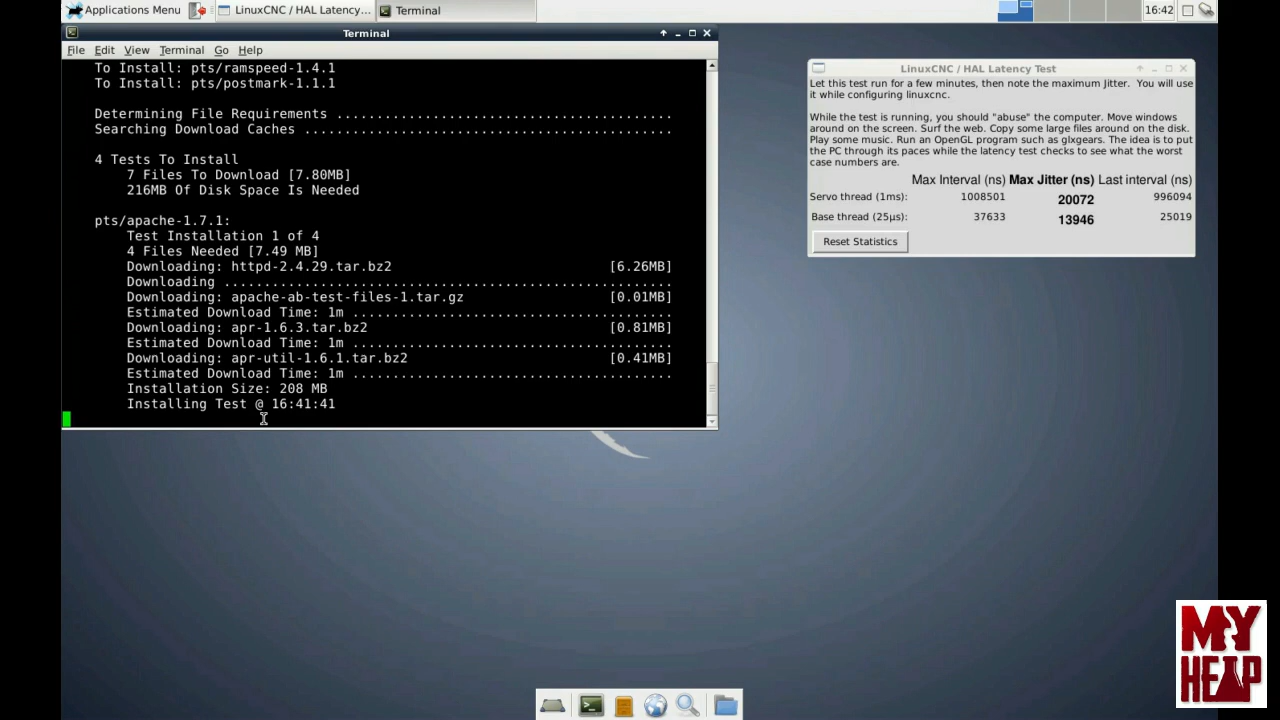 Applications Menu
LinuxCNC / HAL Latency...
Terminal
16:42
Terminal
File Edit View Terminal Go Help
To Install: pts/ramspeed-1.4.1
To Install: pts/postmark-1.1.1
Determining File Requirements ..........................................
Searching Download Caches ..............................................
4 Tests To Install
7 Files To Download [7.80MB]
216MB Of Disk Space Is Needed
pts/apache-1.7.1:
Test Installation 1 of 4
4 Files Needed [7.49 MB]
Downloading: httpd-2.4.29.tar.bz2 [6.26MB]
Downloading ........................................................
Downloading: apache-ab-test-files-1.tar.gz [0.01MB]
Estimated Download Time: 1m ........................................
Downloading: apr-1.6.3.tar.bz2 [0.81MB]
Estimated Download Time: 1m ........................................
Downloading: apr-util-1.6.1.tar.bz2 [0.41MB]
Estimated Download Time: 1m ........................................
Installation Size: 208 MB
Installing Test @ 16:41:41
LinuxCNC / HAL Latency Test
Let this test run for a few minutes, then note the maximum Jitter. You will use
it while configuring linuxcnc.
While the test is running, you should "abuse" the computer. Move windows
around on the screen. Surf the web. Copy some large files around on the disk.
Play some music. Run an OpenGL program such as glxgears. The idea is to put
the PC through its paces while the latency test checks to see what the worst
case numbers are.
Max Interval (ns) Max Jitter (ns) Last interval (ns)
Servo thread (1ms): 1008501 20072 996094
Base thread (25µs): 37633 13946 25019
Reset Statistics
MY
HELP